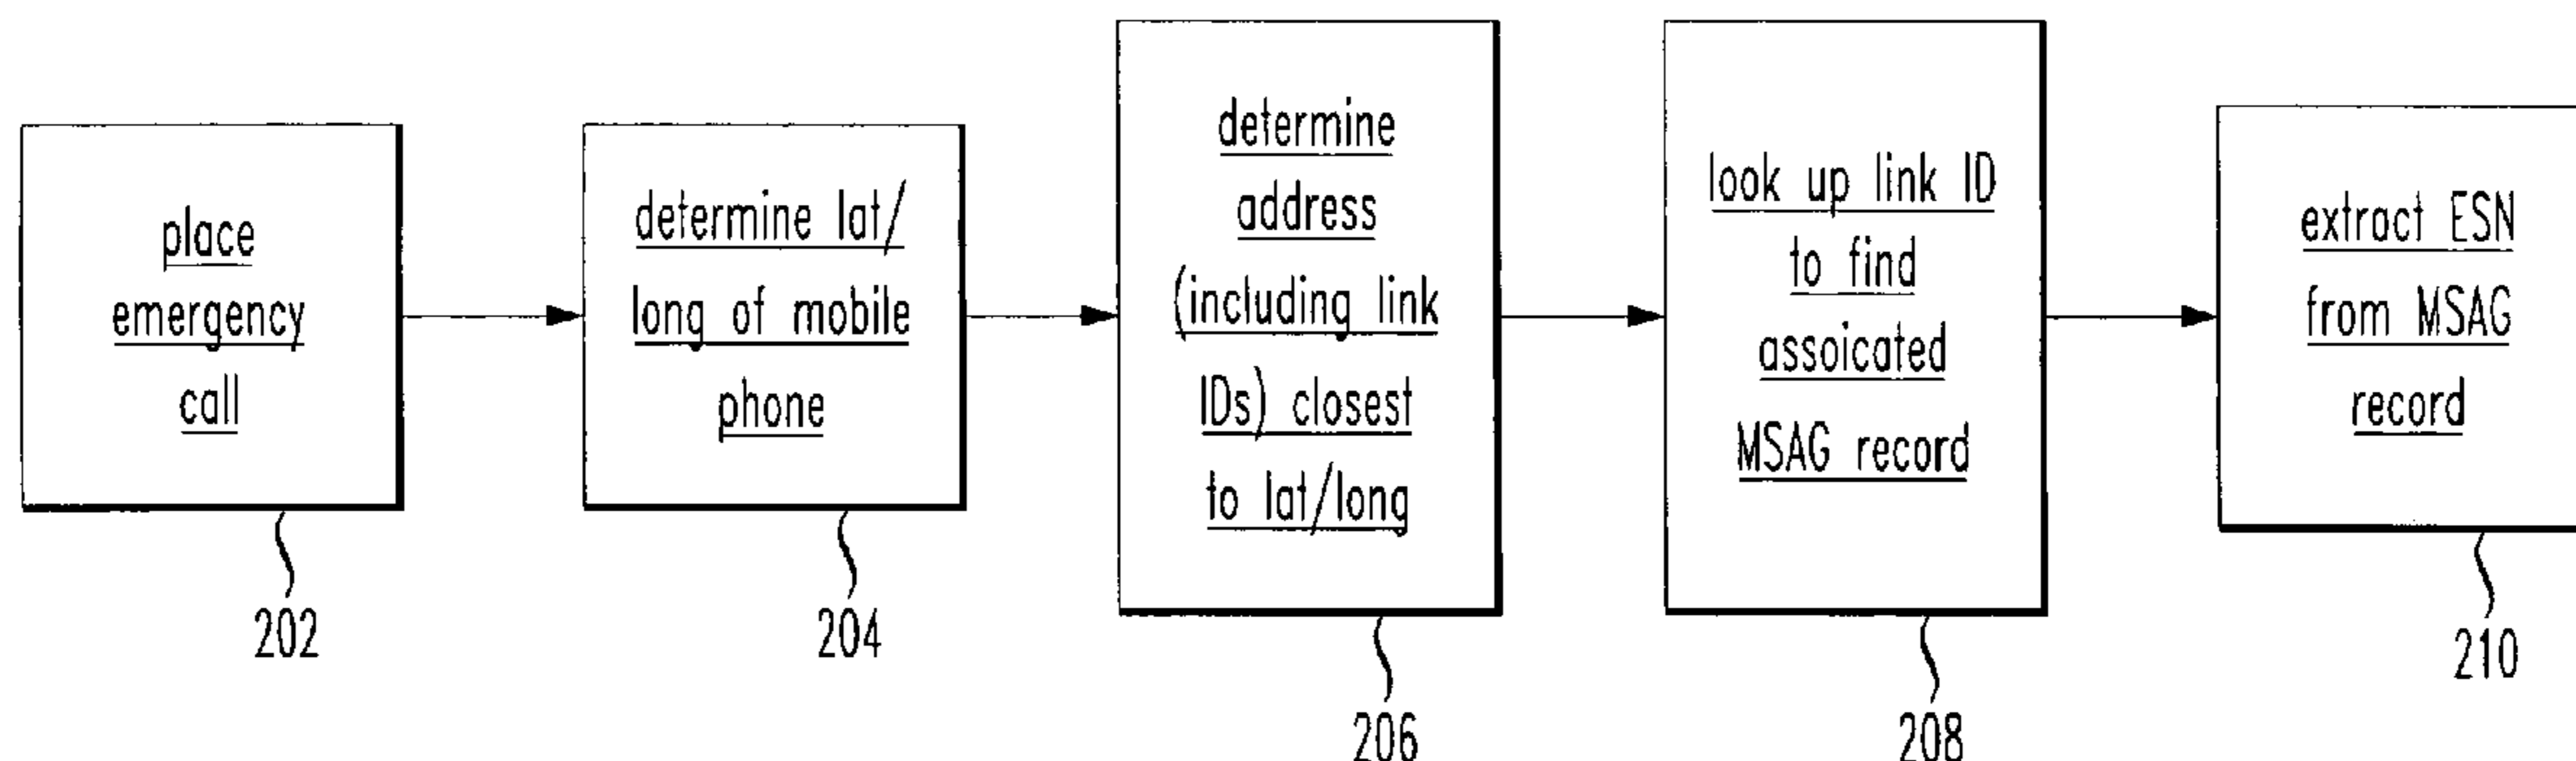 place
emergency
call
202
determine lat/
long of mobile
phone
204
determine
address
(including link
IDs) closest
to lat/long
206
look up link ID
to find
assoicated
MSAG record
208
extract ESN
from MSAG
record
210